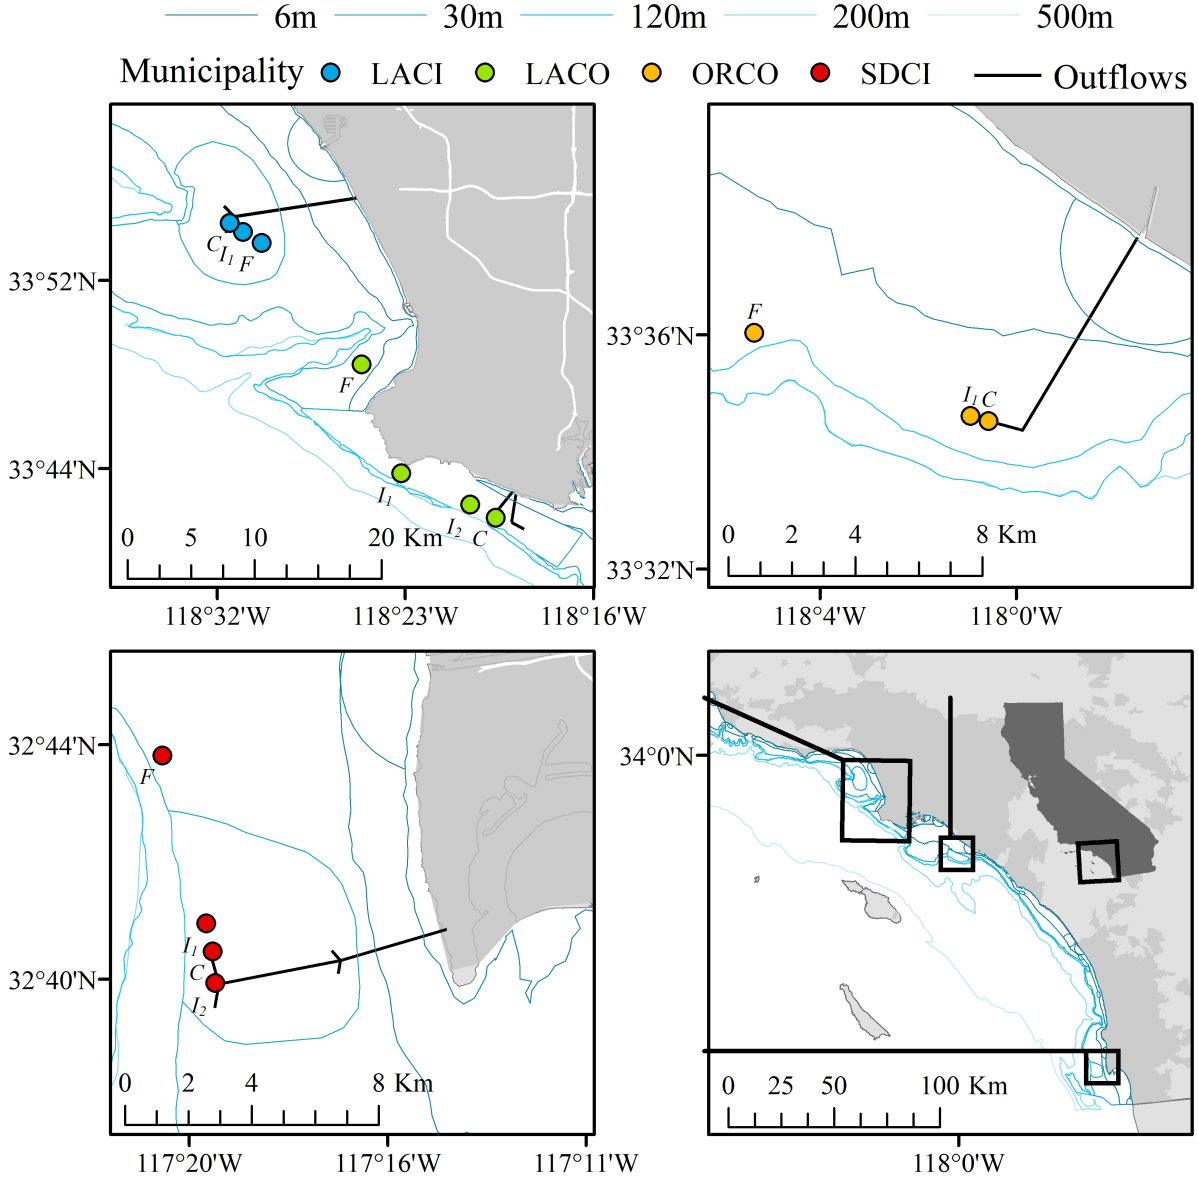 6m 30m 120m 200m 500m
Municipality LACI LACO ORCO SDCI Outflows
C I1 F
33°52'N
F
33°44'N
I1
I2 C
0 5 10 20 Km
118°32'W 118°23'W 118°16'W
F
33°36'N
I1 C
0 2 4 8 Km
33°32'N
118°4'W 118°0'W
32°44'N
F
I1
C
32°40'N
I2
0 2 4 8 Km
117°20'W 117°16'W 117°11'W
34°0'N
0 25 50 100 Km
118°0'W